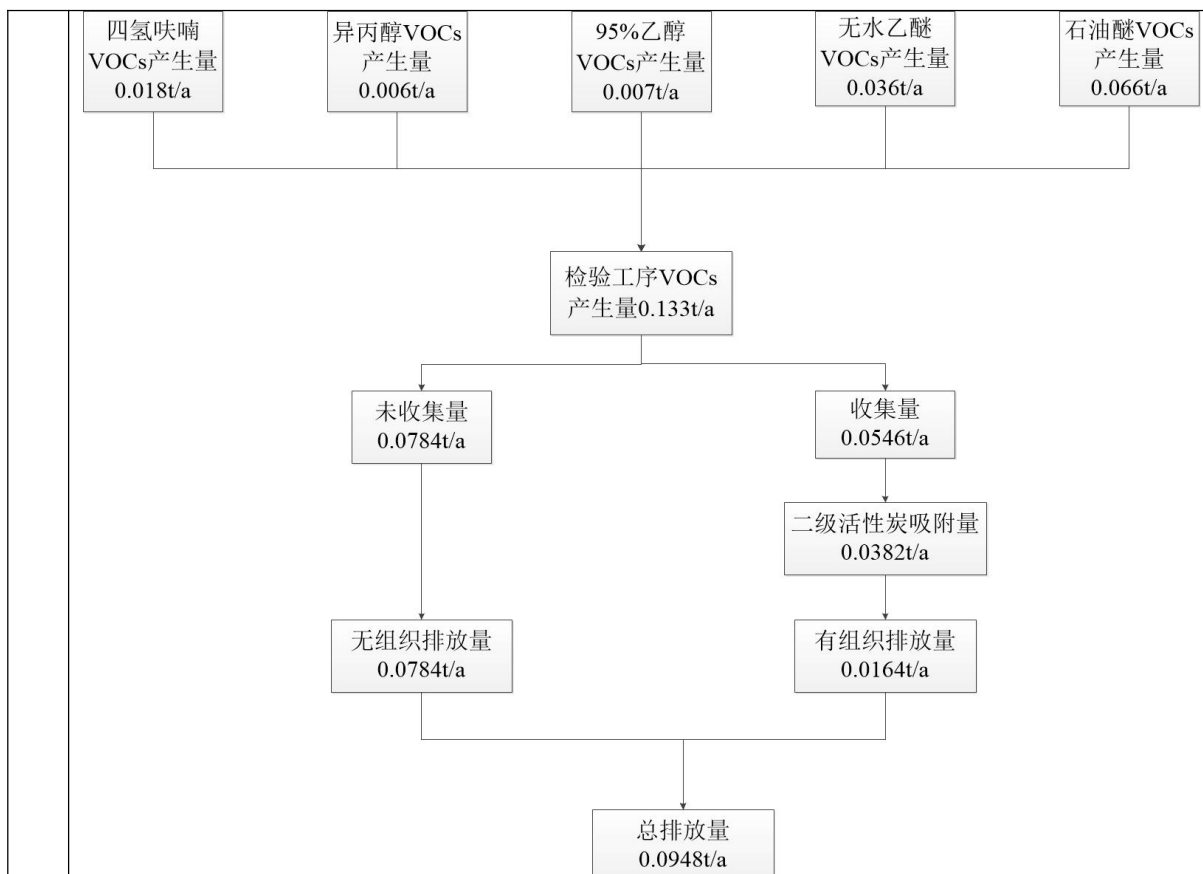 四氢呋喃
VOCs产生量
0.018t/a
异丙醇VOCs
产生量
0.006t/a
95%乙醇
VOCs产生量
0.007t/a
无水乙醚
VOCs产生量
0.036t/a
石油醚VOCs
产生量
0.066t/a
检验工序VOCs
产生量0.133t/a
未收集量
0.0784t/a
收集量
0.0546t/a
二级活性炭吸附量
0.0382t/a
无组织排放量
0.0784t/a
有组织排放量
0.0164t/a
总排放量
0.0948t/a